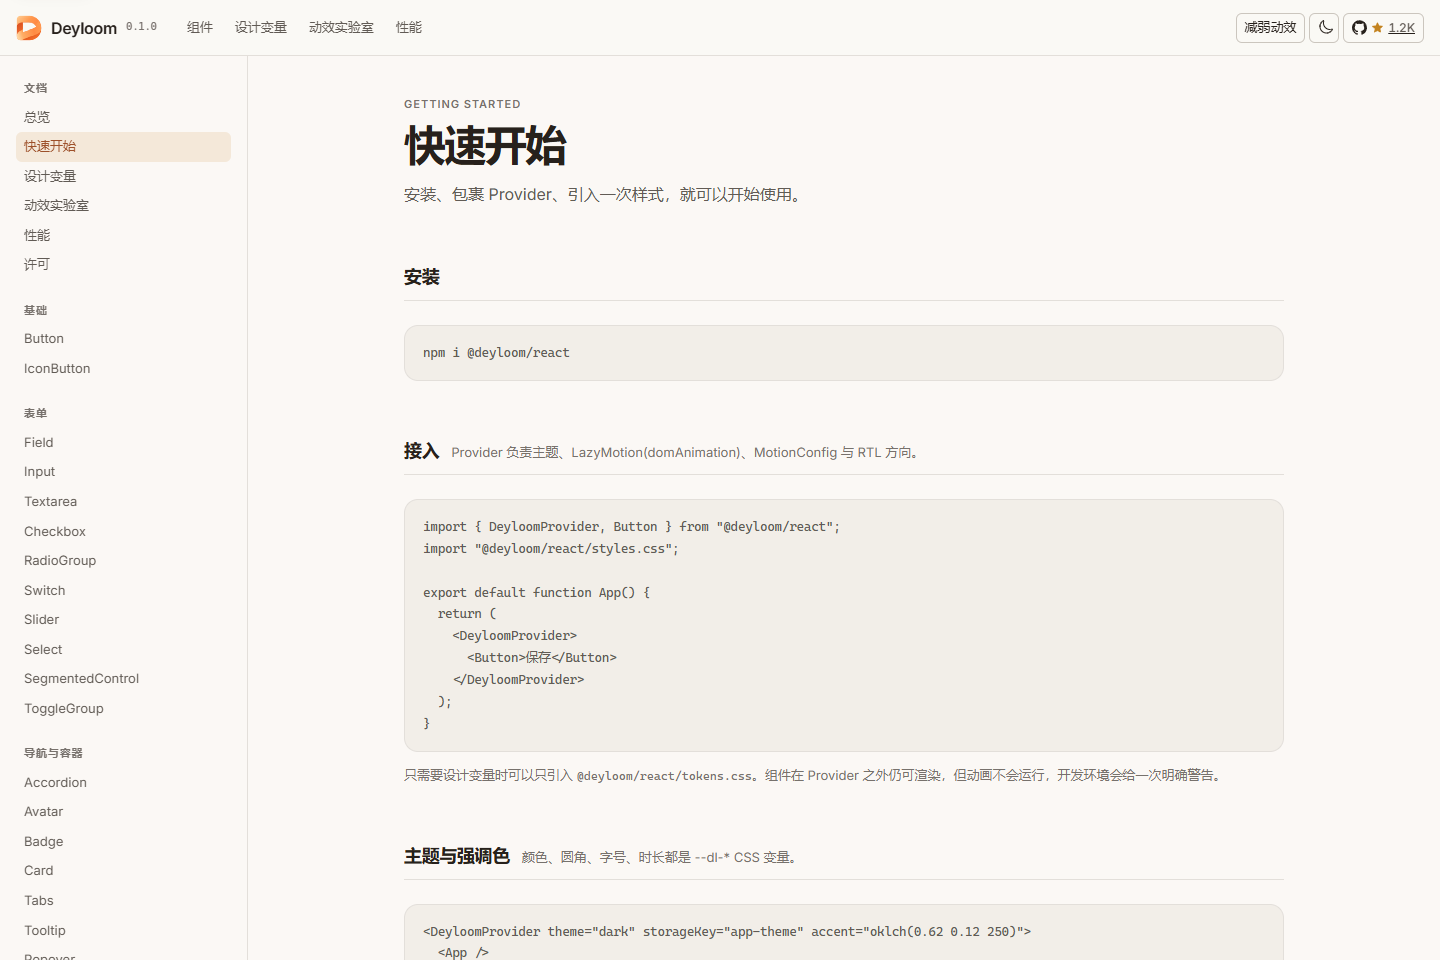 Deyloom 0.1.0 组件 设计变量 动效实验室 性能 减弱动效 1.2K
文档
总览
快速开始
设计变量
动效实验室
性能
许可
基础
Button
IconButton
表单
Field
Input
Textarea
Checkbox
RadioGroup
Switch
Slider
Select
SegmentedControl
ToggleGroup
导航与容器
Accordion
Avatar
Badge
Card
Tabs
Tooltip
Popover
GETTING STARTED
快速开始
安装、包裹 Provider、引入一次样式，就可以开始使用。
安装
npm i @deyloom/react
接入 Provider 负责主题、LazyMotion(domAnimation)、MotionConfig 与 RTL 方向。
import { DeyloomProvider, Button } from "@deyloom/react";
import "@deyloom/react/styles.css";
export default function App() {
  return (
    <DeyloomProvider>
      <Button>保存</Button>
    </DeyloomProvider>
  );
}
只需要设计变量时可以只引入 @deyloom/react/tokens.css。组件在 Provider 之外仍可渲染，但动画不会运行，开发环境会给一次明确警告。
主题与强调色 颜色、圆角、字号、时长都是 --dl-* CSS 变量。
<DeyloomProvider theme="dark" storageKey="app-theme" accent="oklch(0.62 0.12 250)">
  <App />